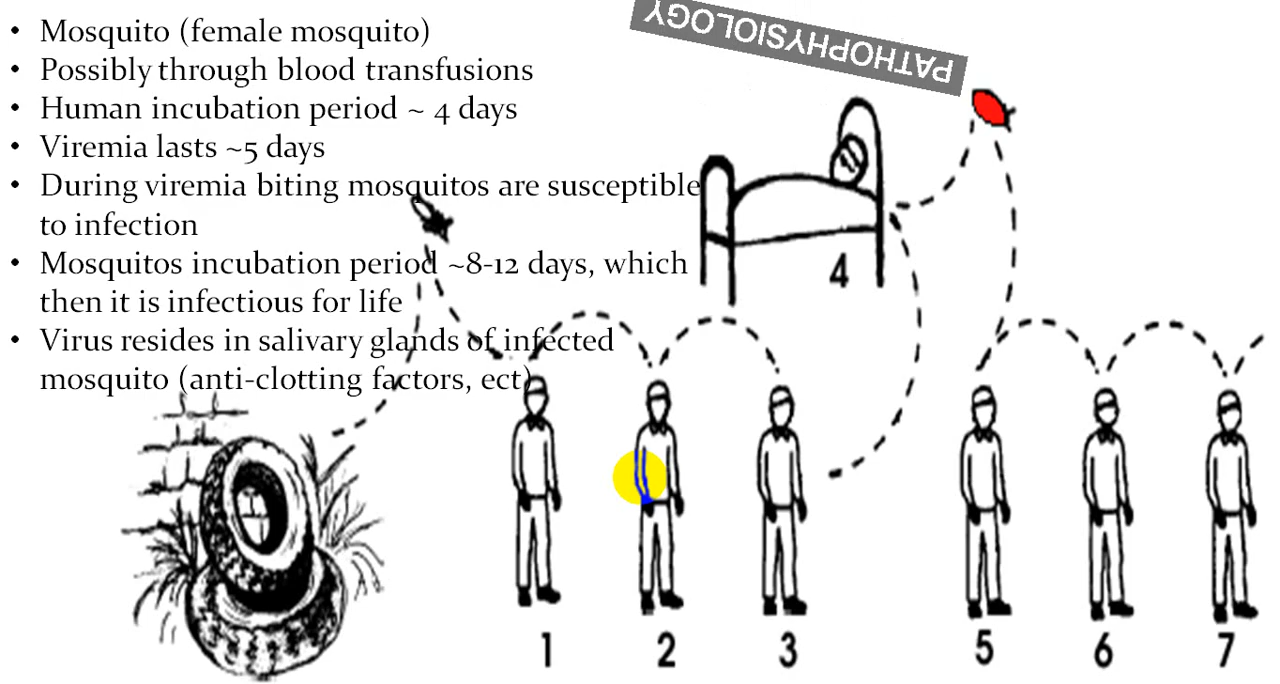 PATHOPHYSIOLOGY
• Mosquito (female mosquito)
• Possibly through blood transfusions
• Human incubation period ~ 4 days
• Viremia lasts ~5 days
• During viremia biting mosquitos are susceptible
to infection
• Mosquitos incubation period ~8-12 days, which
then it is infectious for life
• Virus resides in salivary glands of infected
mosquito (anti-clotting factors, ect)
4
1 2 3 5 6 7